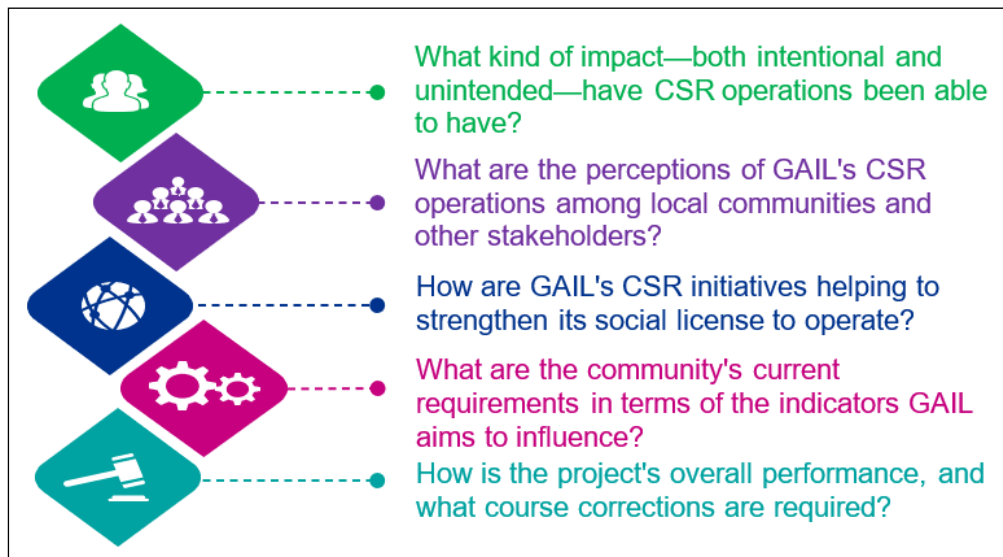 What kind of impact—both intentional and
unintended—have CSR operations been able
to have?
What are the perceptions of GAIL's CSR
operations among local communities and
other stakeholders?
How are GAIL's CSR initiatives helping to
strengthen its social license to operate?
What are the community's current
requirements in terms of the indicators GAIL
aims to influence?
How is the project's overall performance, and
what course corrections are required?